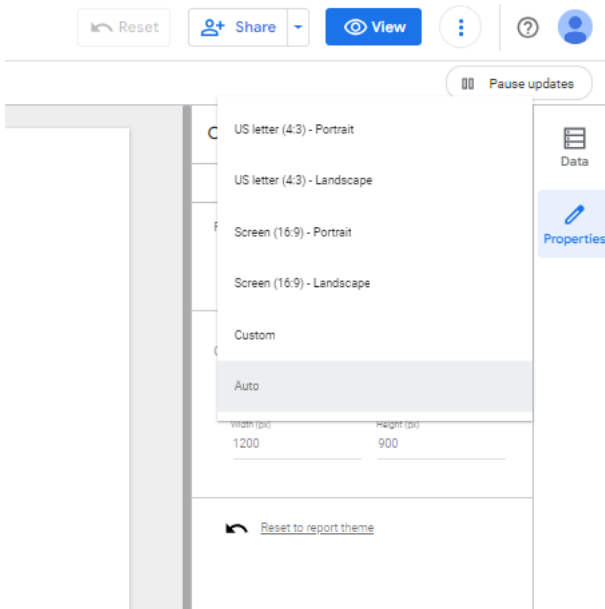 Reset
Share
View
Pause updates
US letter (4:3) - Portrait
US letter (4:3) - Landscape
Screen (16:9) - Portrait
Screen (16:9) - Landscape
Custom
Auto
Width (px)
Height (px)
1200
900
Reset to report theme
Data
Properties